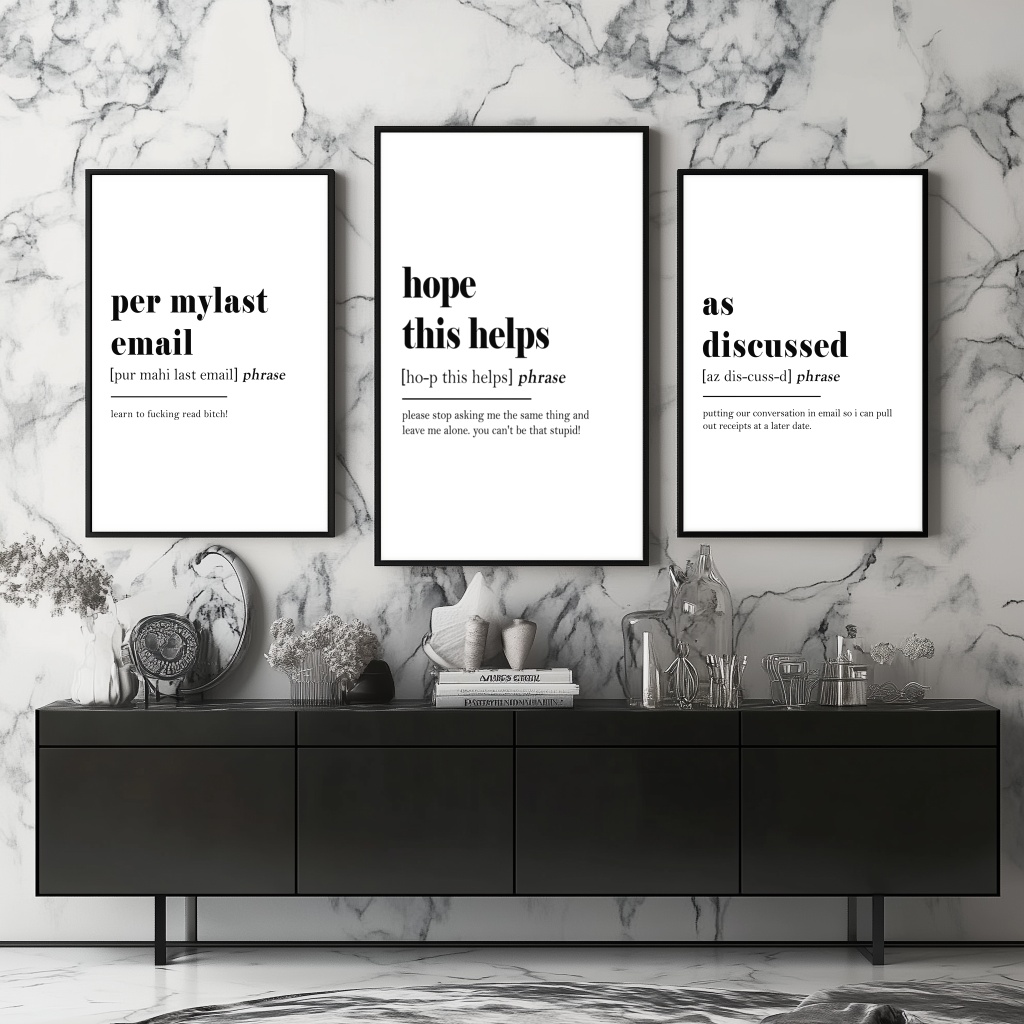 per mylast
email
[pur mahi last email] phrase
learn to fucking read bitch!
hope
this helps
[ho-p this helps] phrase
please stop asking me the same thing and
leave me alone. you can't be that stupid!
as
discussed
[az dis-cuss-d] phrase
putting our conversation in email so i can pull
out receipts at a later date.